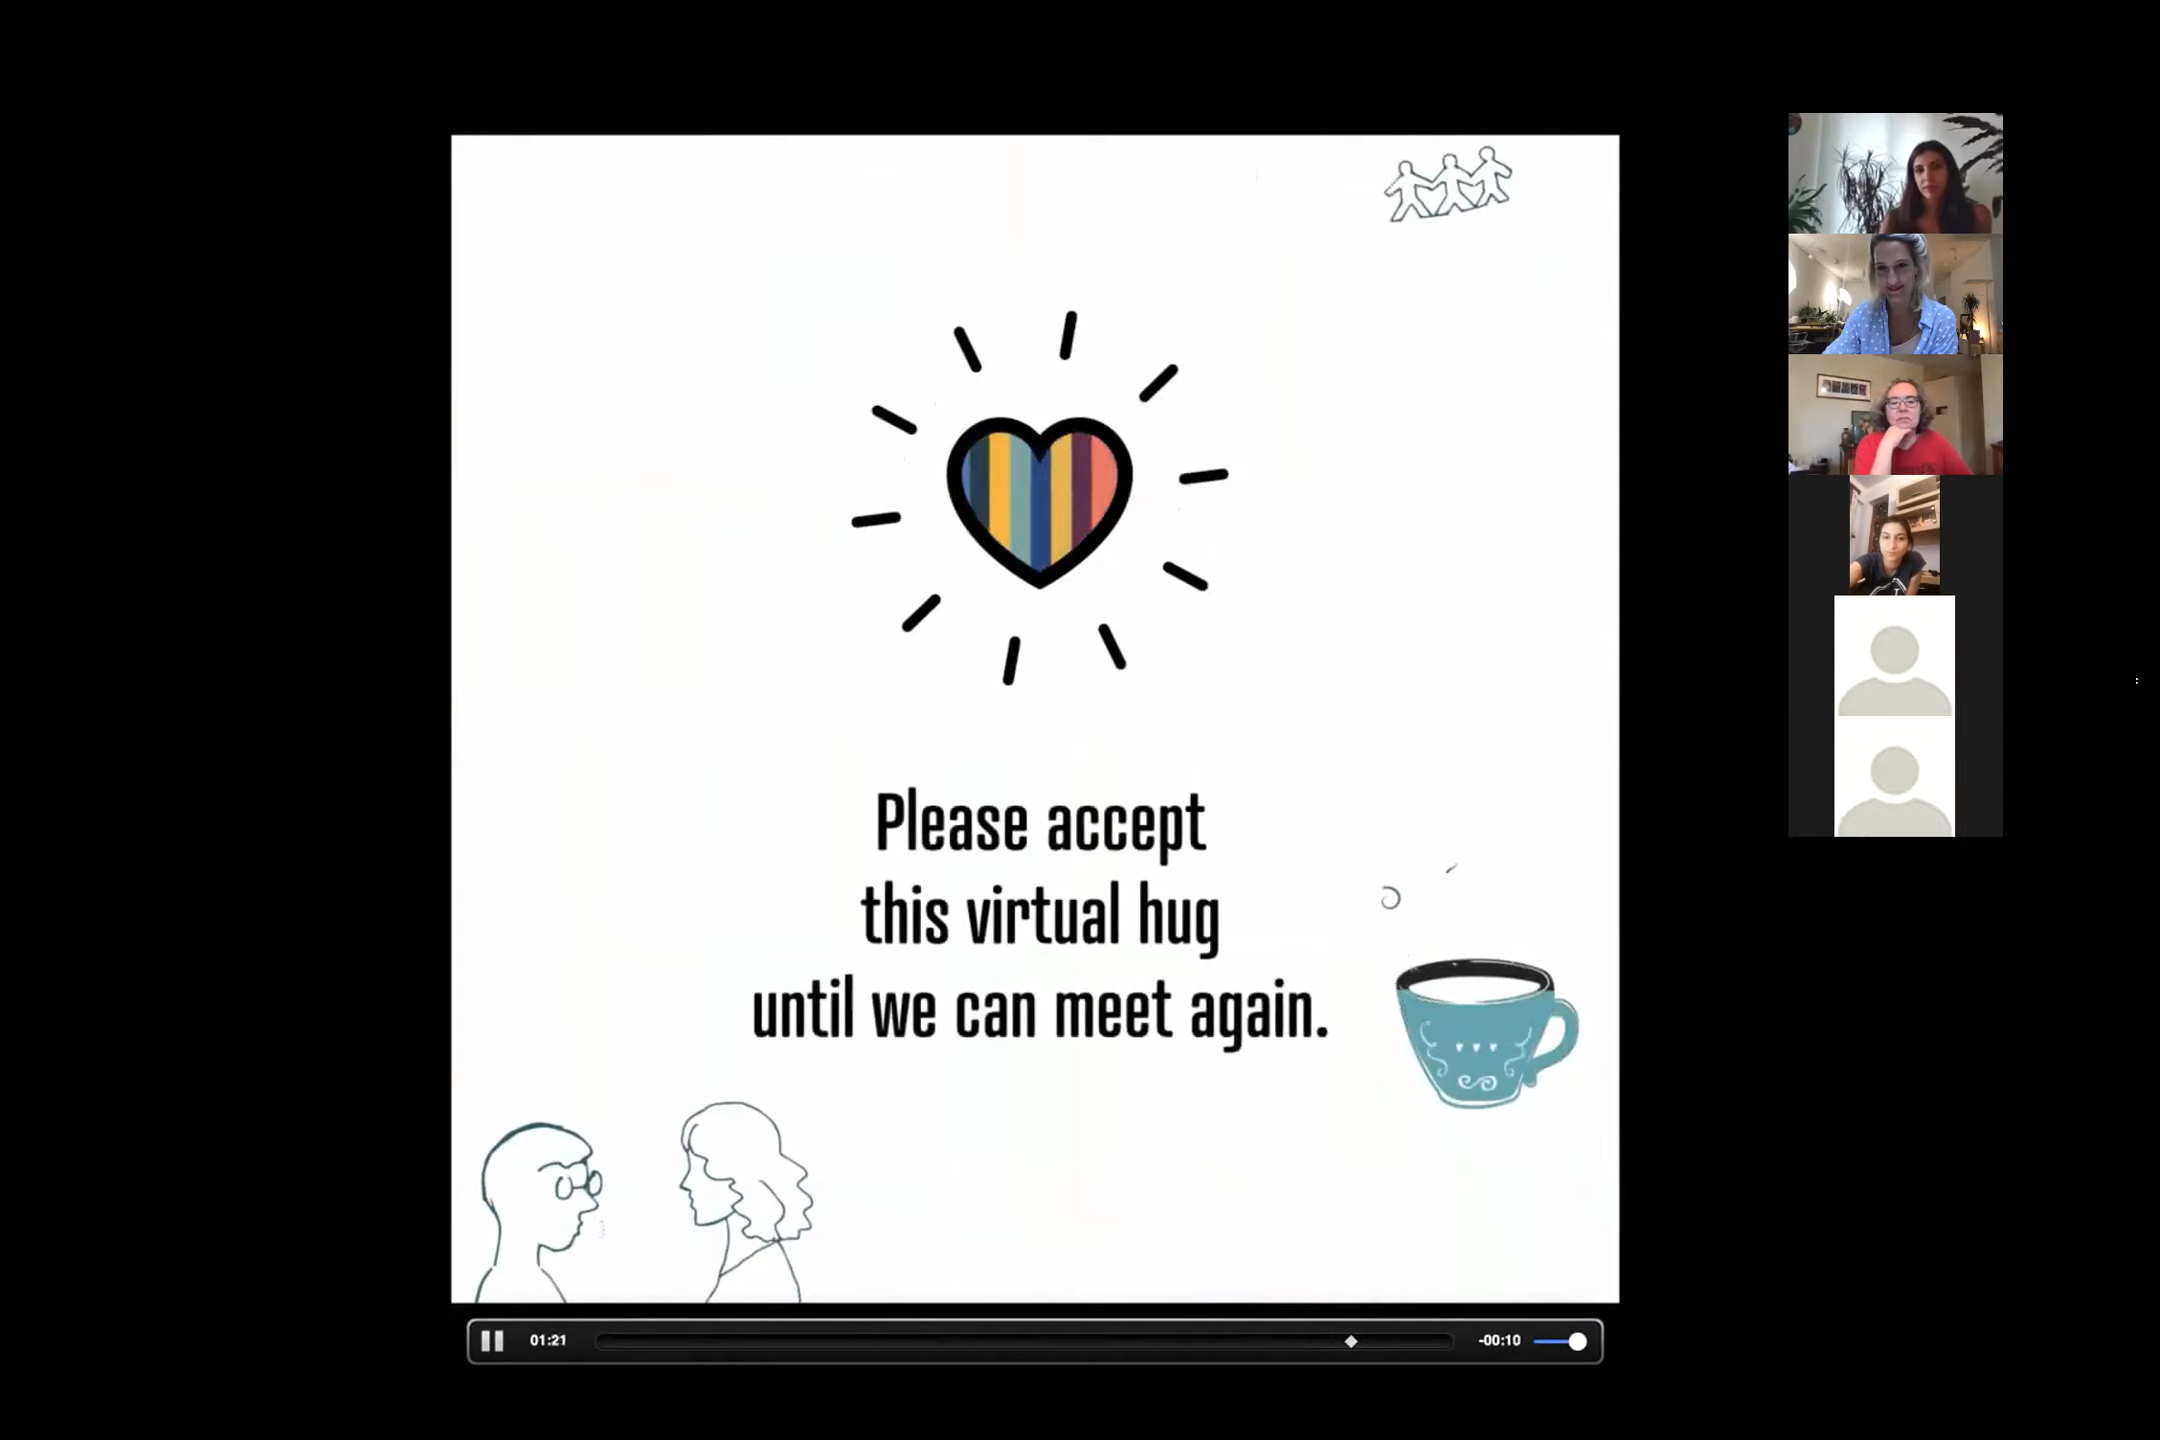 Please accept
this virtual hug
until we can meet again.
01:21
-00:10